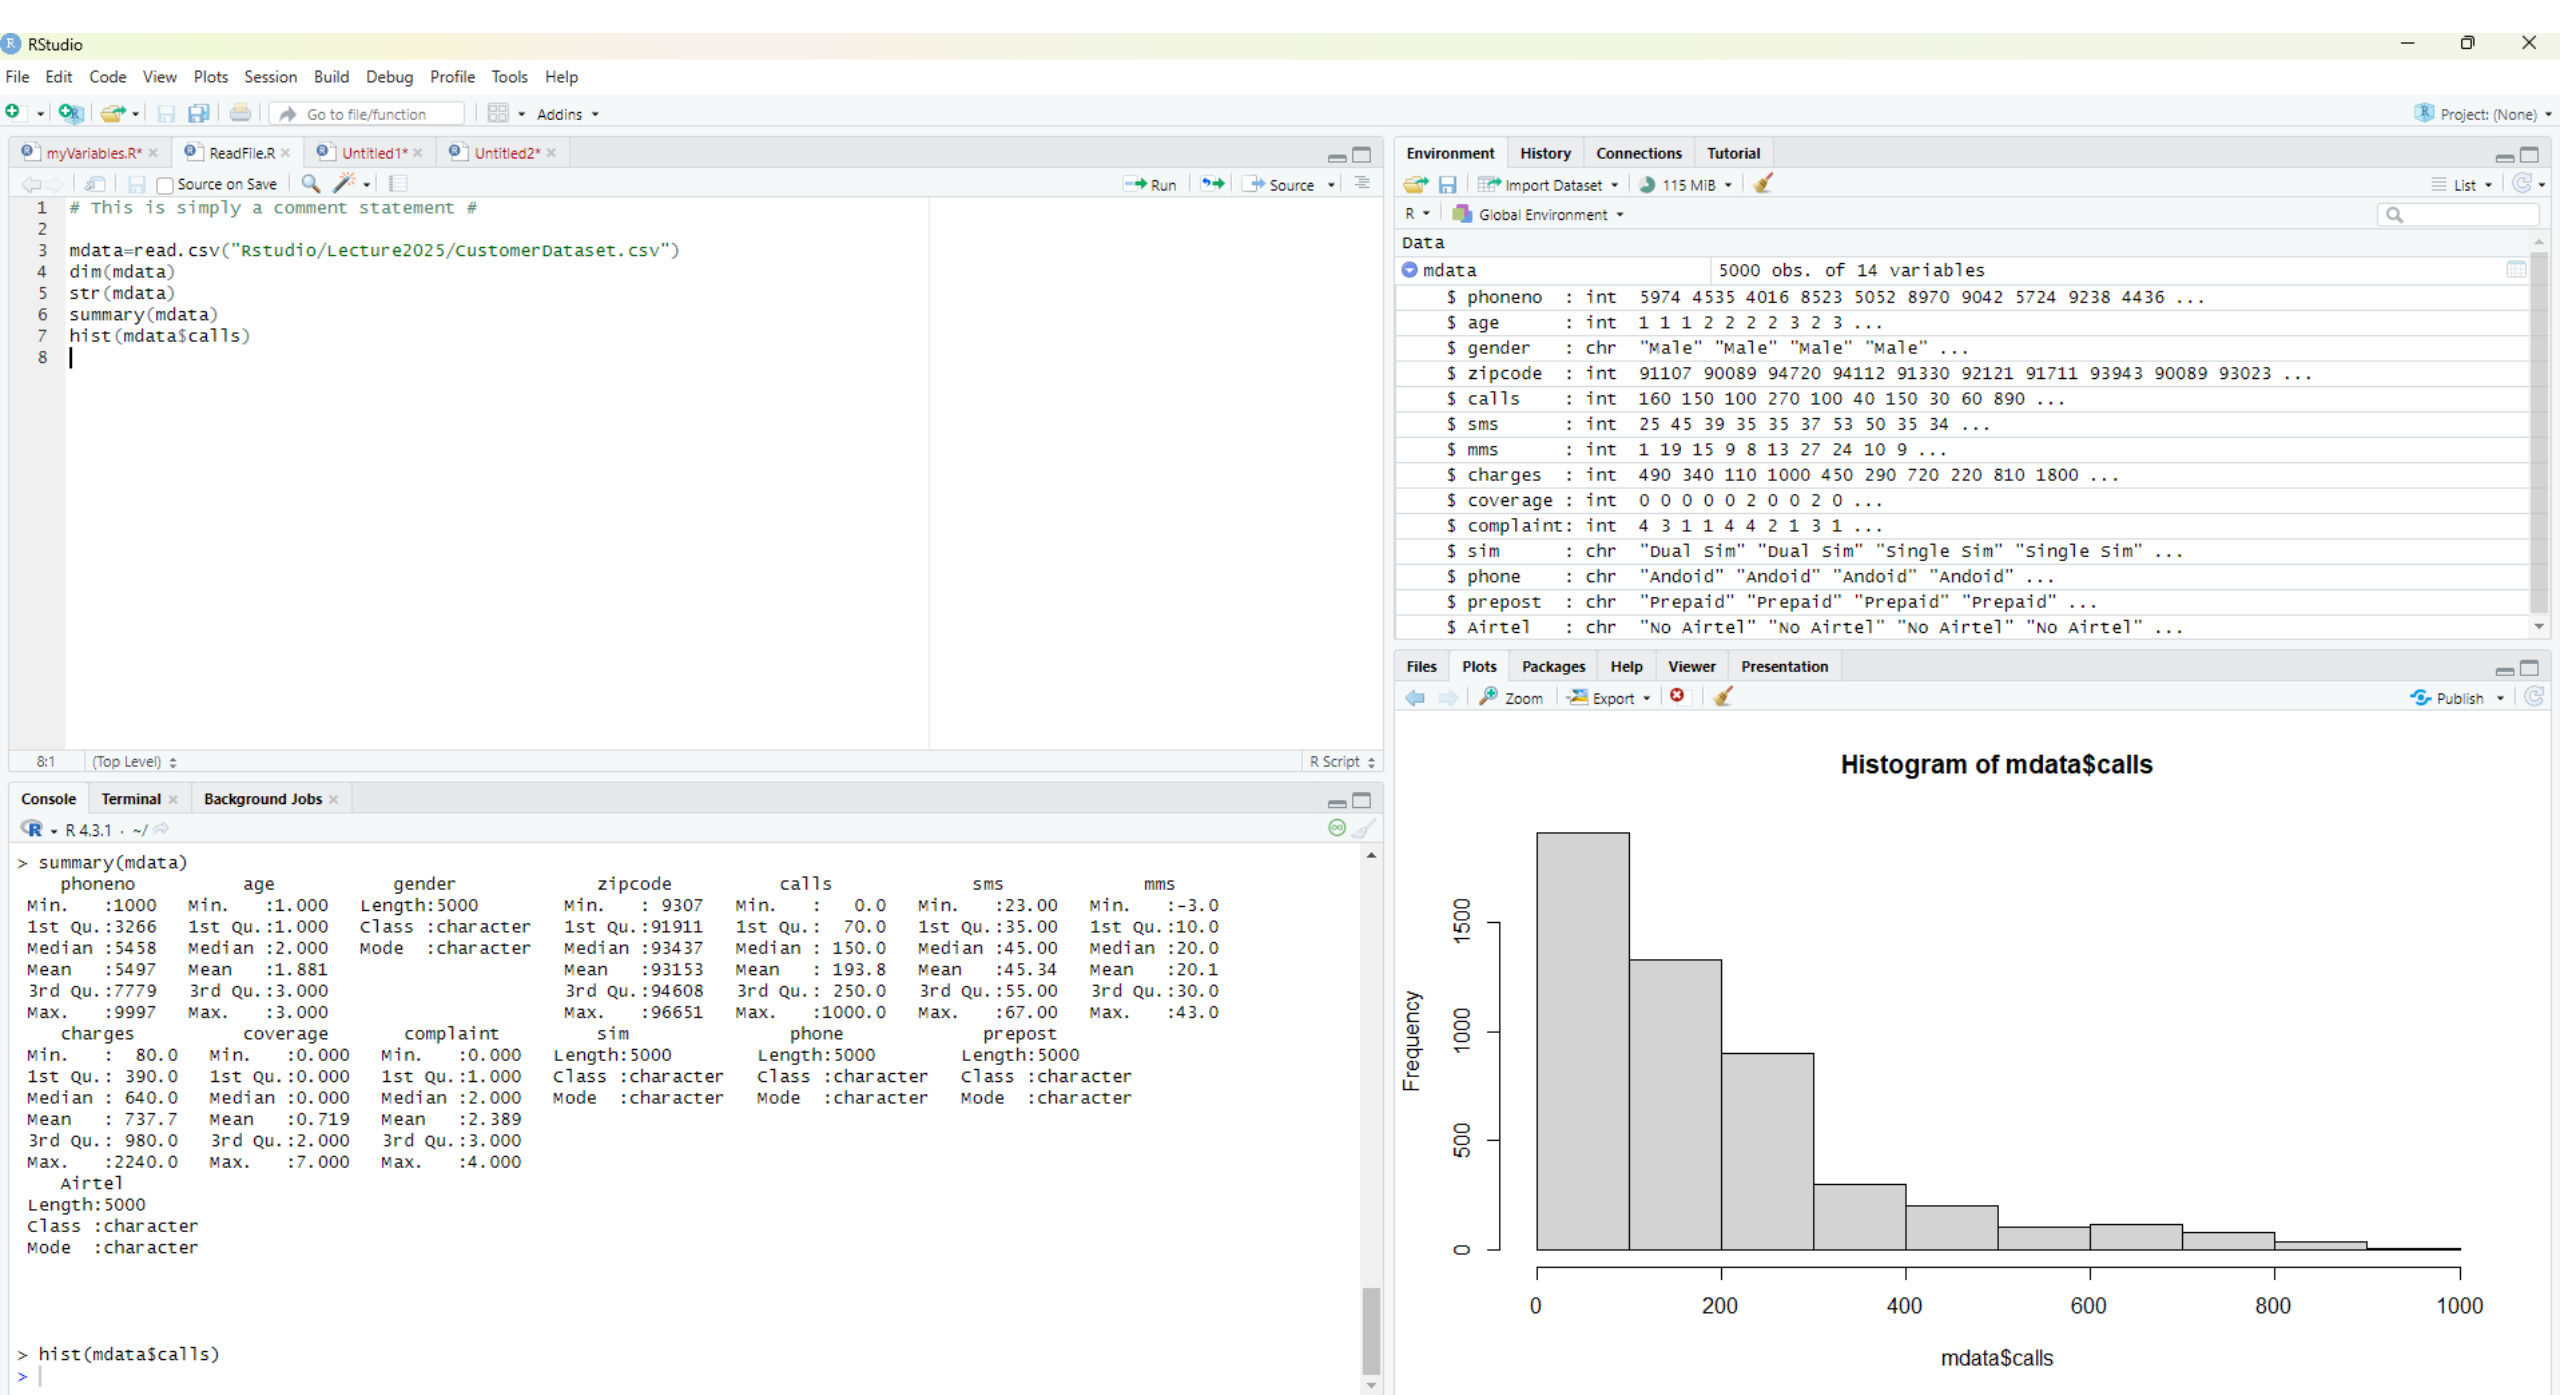 RStudio
File Edit Code View Plots Session Build Debug Profile Tools Help
Go to file/function Addins Project: (None)
myVariables.R* ReadFile.R Untitled1* Untitled2*
Source on Save Run Source
1 # This is simply a comment statement #
2
3 mdata=read.csv("Rstudio/Lecture2025/CustomerDataset.csv")
4 dim(mdata)
5 str(mdata)
6 summary(mdata)
7 hist(mdata$calls)
8
8:1 (Top Level) R Script
Console Terminal Background Jobs
R 4.3.1 · ~/
> summary(mdata)
phoneno age gender zipcode calls sms mms
Min. :1000 Min. :1.000 Length:5000 Min. : 9307 Min. : 0.0 Min. :23.00 Min. :-3.0
1st Qu.:3266 1st Qu.:1.000 Class :character 1st Qu.:91911 1st Qu.: 70.0 1st Qu.:35.00 1st Qu.:10.0
Median :5458 Median :2.000 Mode :character Median :93437 Median : 150.0 Median :45.00 Median :20.0
Mean :5497 Mean :1.881 Mean :93153 Mean : 193.8 Mean :45.34 Mean :20.1
3rd Qu.:7779 3rd Qu.:3.000 3rd Qu.:94608 3rd Qu.: 250.0 3rd Qu.:55.00 3rd Qu.:30.0
Max. :9997 Max. :3.000 Max. :96651 Max. :1000.0 Max. :67.00 Max. :43.0
charges coverage complaint sim phone prepost
Min. : 80.0 Min. :0.000 Min. :0.000 Length:5000 Length:5000 Length:5000
1st Qu.: 390.0 1st Qu.:0.000 1st Qu.:1.000 Class :character Class :character Class :character
Median : 640.0 Median :0.000 Median :2.000 Mode :character Mode :character Mode :character
Mean : 737.7 Mean :0.719 Mean :2.389
3rd Qu.: 980.0 3rd Qu.:2.000 3rd Qu.:3.000
Max. :2240.0 Max. :7.000 Max. :4.000
Airtel
Length:5000
Class :character
Mode :character
> hist(mdata$calls)
>
Environment History Connections Tutorial
Import Dataset 115 MiB List
R Global Environment
Data
mdata 5000 obs. of 14 variables
$ phoneno : int 5974 4535 4016 8523 5052 8970 9042 5724 9238 4436 ...
$ age : int 1 1 1 2 2 2 2 3 2 3 ...
$ gender : chr "Male" "Male" "Male" "Male" ...
$ zipcode : int 91107 90089 94720 94112 91330 92121 91711 93943 90089 93023 ...
$ calls : int 160 150 100 270 100 40 150 30 60 890 ...
$ sms : int 25 45 39 35 35 37 53 50 35 34 ...
$ mms : int 1 19 15 9 8 13 27 24 10 9 ...
$ charges : int 490 340 110 1000 450 290 720 220 810 1800 ...
$ coverage : int 0 0 0 0 0 2 0 0 2 0 ...
$ complaint: int 4 3 1 1 4 4 2 1 3 1 ...
$ sim : chr "Dual Sim" "Dual Sim" "Single Sim" "Single Sim" ...
$ phone : chr "Andoid" "Andoid" "Andoid" "Andoid" ...
$ prepost : chr "Prepaid" "Prepaid" "Prepaid" "Prepaid" ...
$ Airtel : chr "No Airtel" "No Airtel" "No Airtel" "No Airtel" ...
Files Plots Packages Help Viewer Presentation
Zoom Export Publish
Histogram of mdata$calls
Frequency
1500
1000
500
0
0 200 400 600 800 1000
mdata$calls